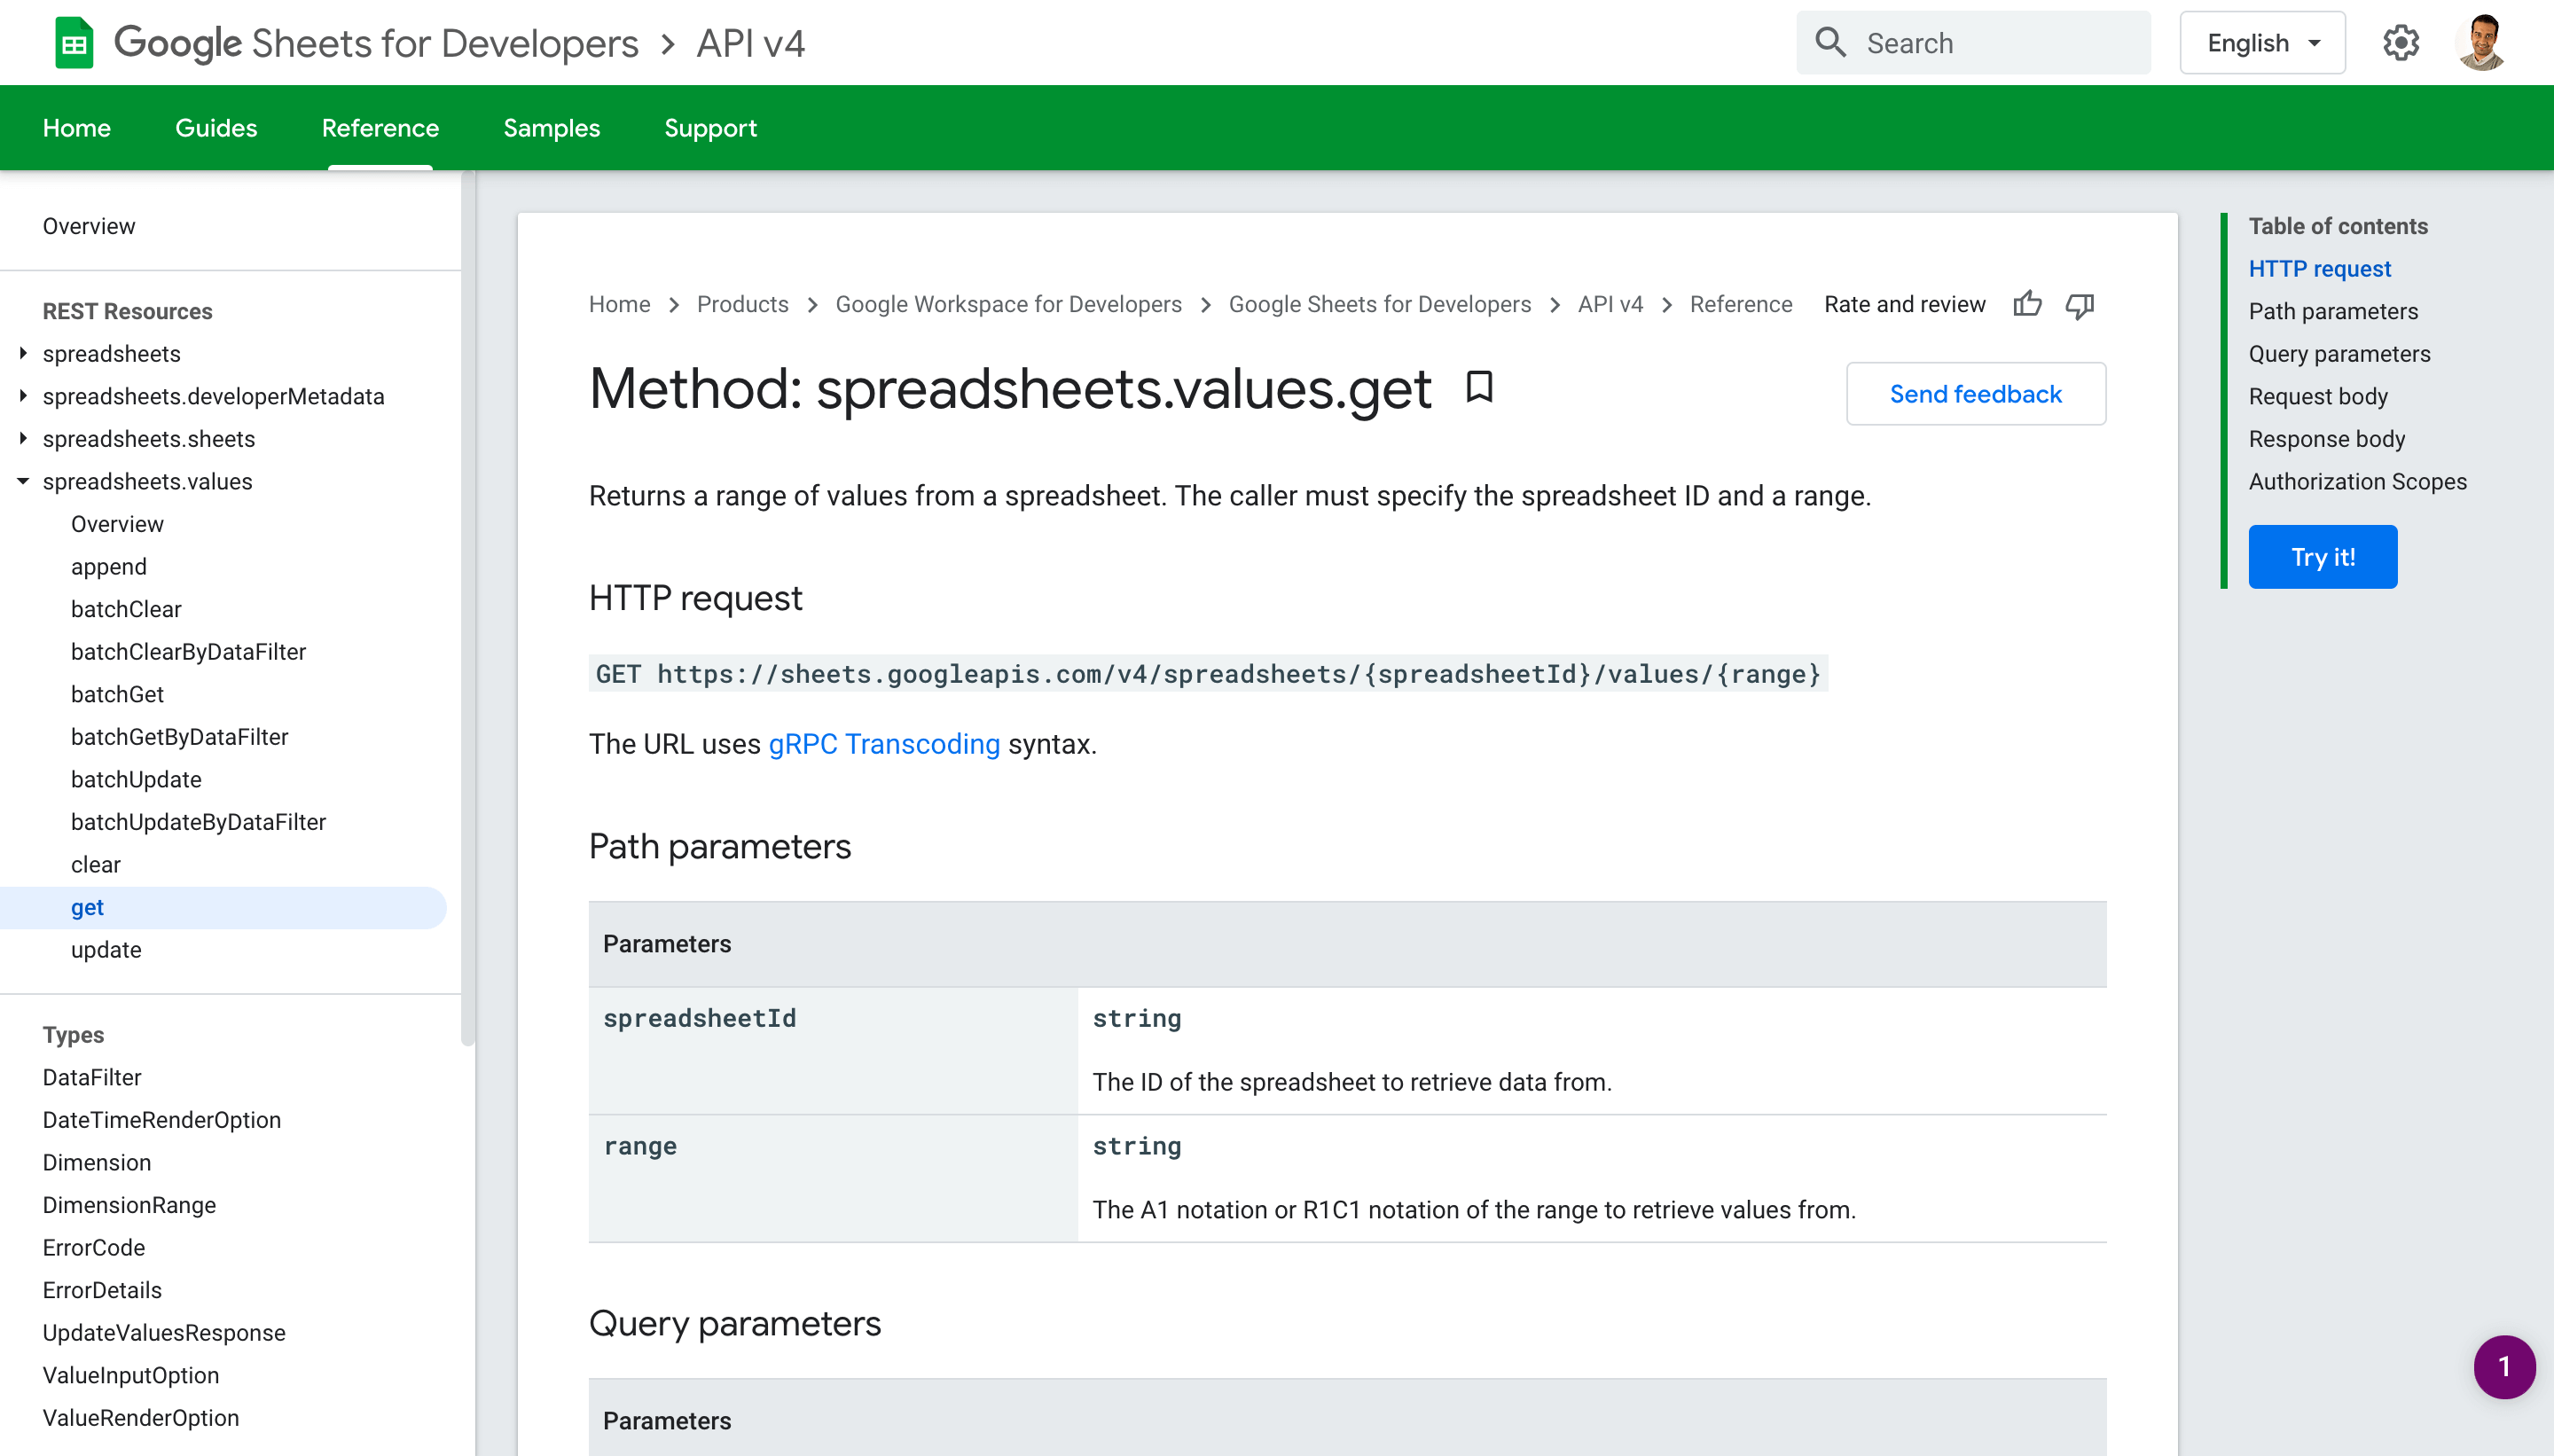 Google Sheets for Developers > API v4
Search
English
Home Guides Reference Samples Support
Overview
REST Resources
spreadsheets
spreadsheets.developerMetadata
spreadsheets.sheets
spreadsheets.values
Overview
append
batchClear
batchClearByDataFilter
batchGet
batchGetByDataFilter
batchUpdate
batchUpdateByDataFilter
clear
get
update
Types
DataFilter
DateTimeRenderOption
Dimension
DimensionRange
ErrorCode
ErrorDetails
UpdateValuesResponse
ValueInputOption
ValueRenderOption
Home > Products > Google Workspace for Developers > Google Sheets for Developers > API v4 > Reference
Rate and review
Method: spreadsheets.values.get
Send feedback
Returns a range of values from a spreadsheet. The caller must specify the spreadsheet ID and a range.
HTTP request
GET https://sheets.googleapis.com/v4/spreadsheets/{spreadsheetId}/values/{range}
The URL uses gRPC Transcoding syntax.
Path parameters
Parameters
spreadsheetId
string
The ID of the spreadsheet to retrieve data from.
range
string
The A1 notation or R1C1 notation of the range to retrieve values from.
Query parameters
Parameters
Table of contents
HTTP request
Path parameters
Query parameters
Request body
Response body
Authorization Scopes
Try it!
1